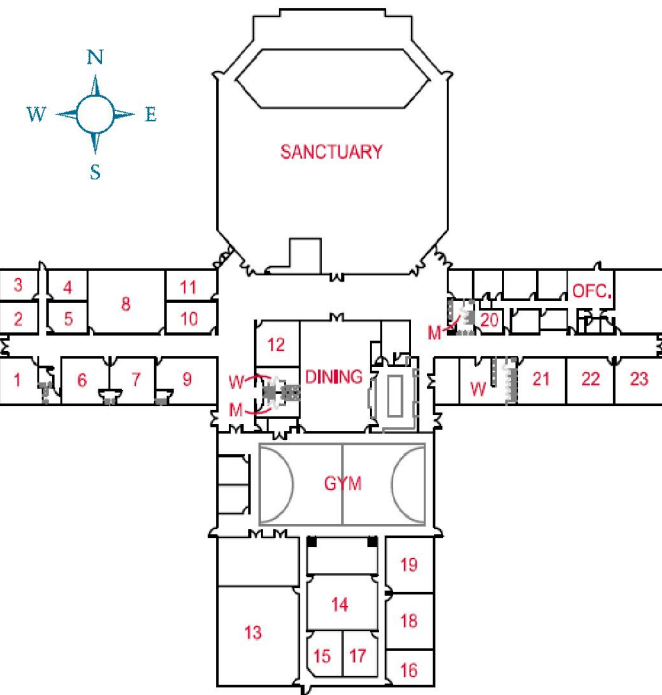 N
W E
S
SANCTUARY
3 4 8 11
2 5 10
OFC.
M 20
12
1 6 7 9
W
M
DINING
W 21 22 23
GYM
19
14
18
13
15 17
16